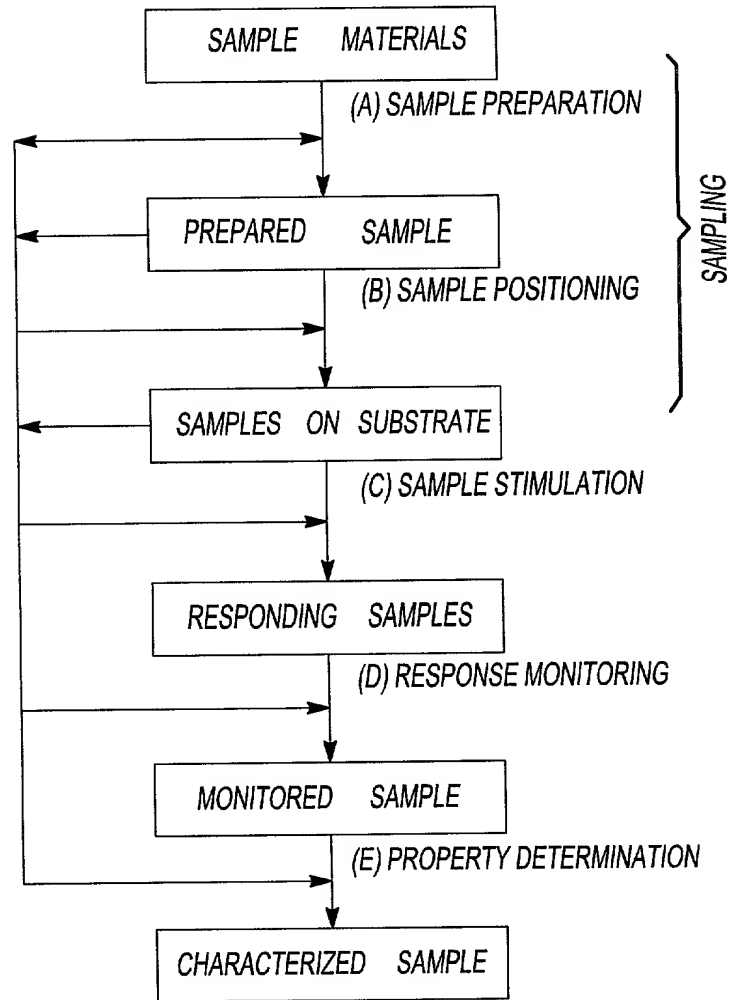 SAMPLE MATERIALS
(A) SAMPLE PREPARATION
PREPARED SAMPLE
(B) SAMPLE POSITIONING
SAMPLING
SAMPLES ON SUBSTRATE
(C) SAMPLE STIMULATION
RESPONDING SAMPLES
(D) RESPONSE MONITORING
MONITORED SAMPLE
(E) PROPERTY DETERMINATION
CHARACTERIZED SAMPLE